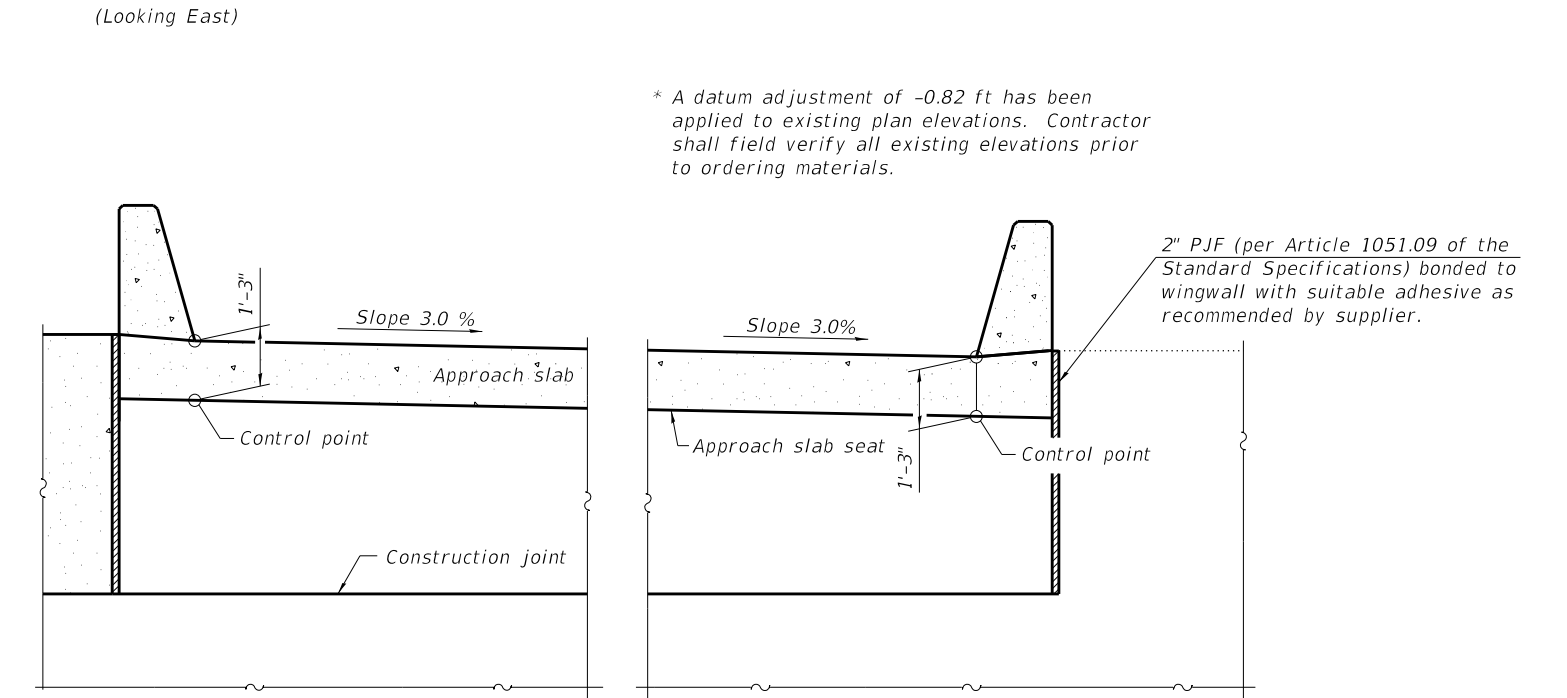 (Looking East)
* A datum adjustment of -0.82 ft has been
applied to existing plan elevations. Contractor
shall field verify all existing elevations prior
to ordering materials.
2" PJF (per Article 1051.09 of the
Standard Specifications) bonded to
wingwall with suitable adhesive as
recommended by supplier.
1'-3"
Slope 3.0 %
Slope 3.0%
Approach slab
Control point
Approach slab seat
1'-3"
Control point
Construction joint